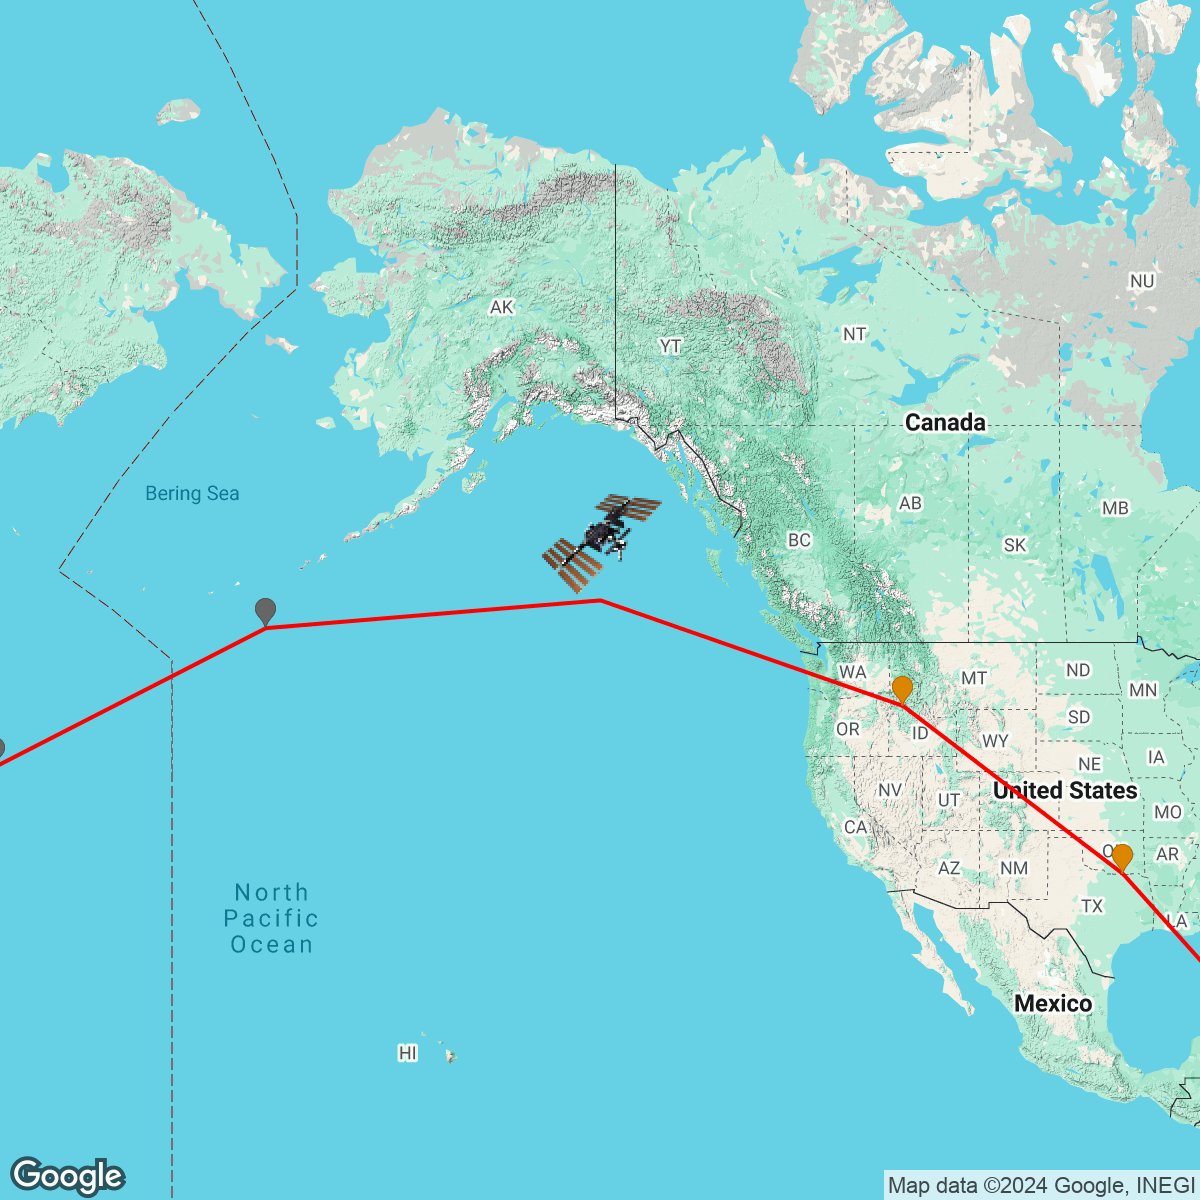 NU
AK
NT
YT
Canada
Bering Sea
AB
MB
BC
SK
WA
MT
ND
MN
SD
OR
ID
WY
IA
NE
NV
UT
United States
MO
CA
AR
AZ
NM
North
Pacific
Ocean
TX
LA
Mexico
HI
Google
Map data ©2024 Google, INEGI